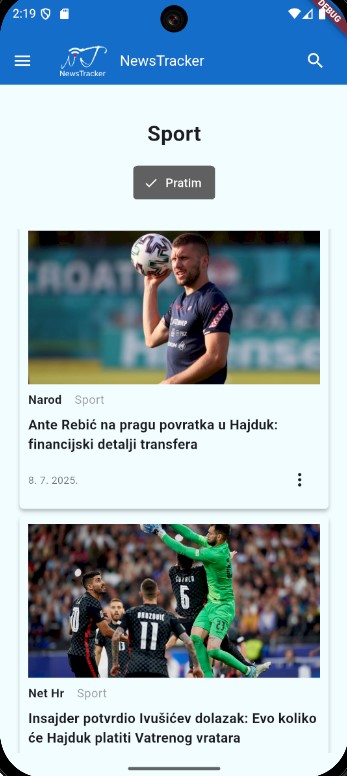 2:19
DEBUG
NT
NewsTracker
NewsTracker
Sport
Pratim
CROATIA
Narod Sport
Ante Rebić na pragu povratka u Hajduk:
financijski detalji transfera
8. 7. 2025.
6
BROZOVIĆ
11
23
Net Hr Sport
Insajder potvrdio Ivušićev dolazak: Evo koliko
će Hajduk platiti Vatrenog vratara